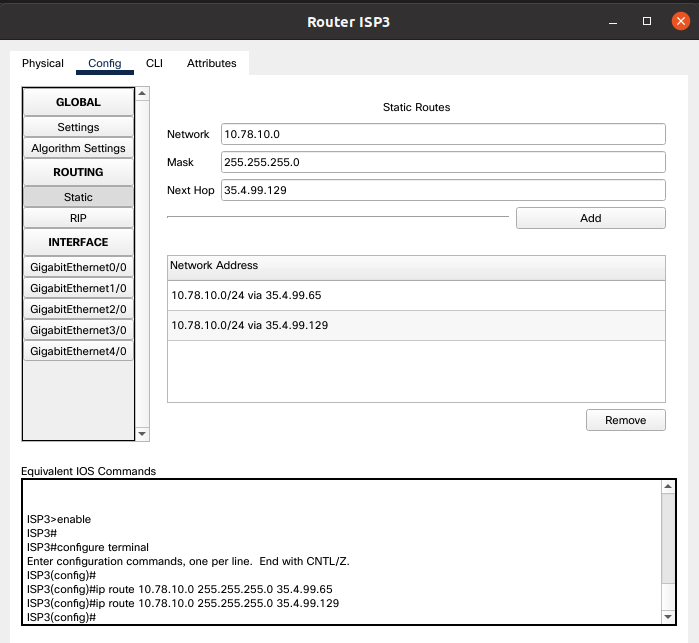 Router ISP3
Physical Config CLI Attributes
GLOBAL
Settings
Algorithm Settings
ROUTING
Static
RIP
INTERFACE
GigabitEthernet0/0
GigabitEthernet1/0
GigabitEthernet2/0
GigabitEthernet3/0
GigabitEthernet4/0
Static Routes
Network 10.78.10.0
Mask 255.255.255.0
Next Hop 35.4.99.129
Add
Network Address
10.78.10.0/24 via 35.4.99.65
10.78.10.0/24 via 35.4.99.129
Remove
Equivalent IOS Commands
ISP3>enable
ISP3#
ISP3#configure terminal
Enter configuration commands, one per line.  End with CNTL/Z.
ISP3(config)#
ISP3(config)#ip route 10.78.10.0 255.255.255.0 35.4.99.65
ISP3(config)#ip route 10.78.10.0 255.255.255.0 35.4.99.129
ISP3(config)#